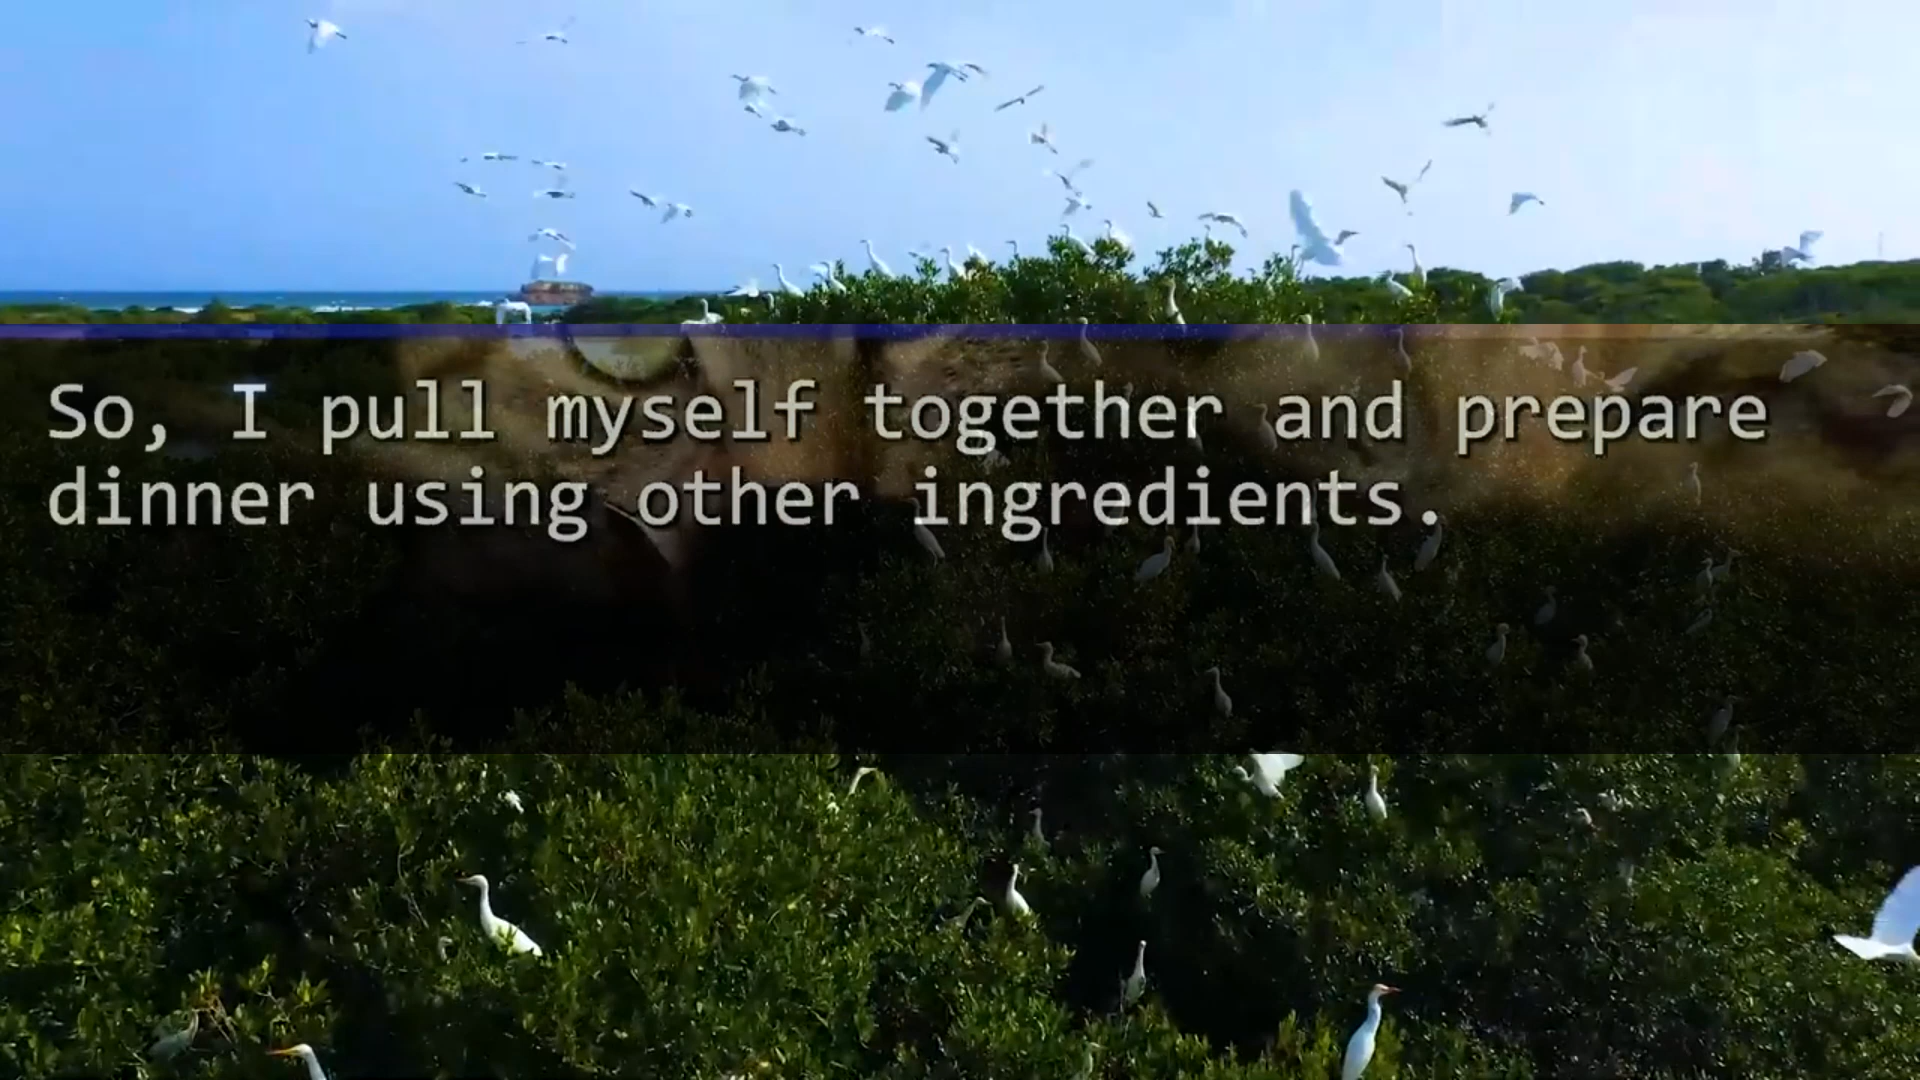 So, I pull myself together and prepare
dinner using other ingredients.